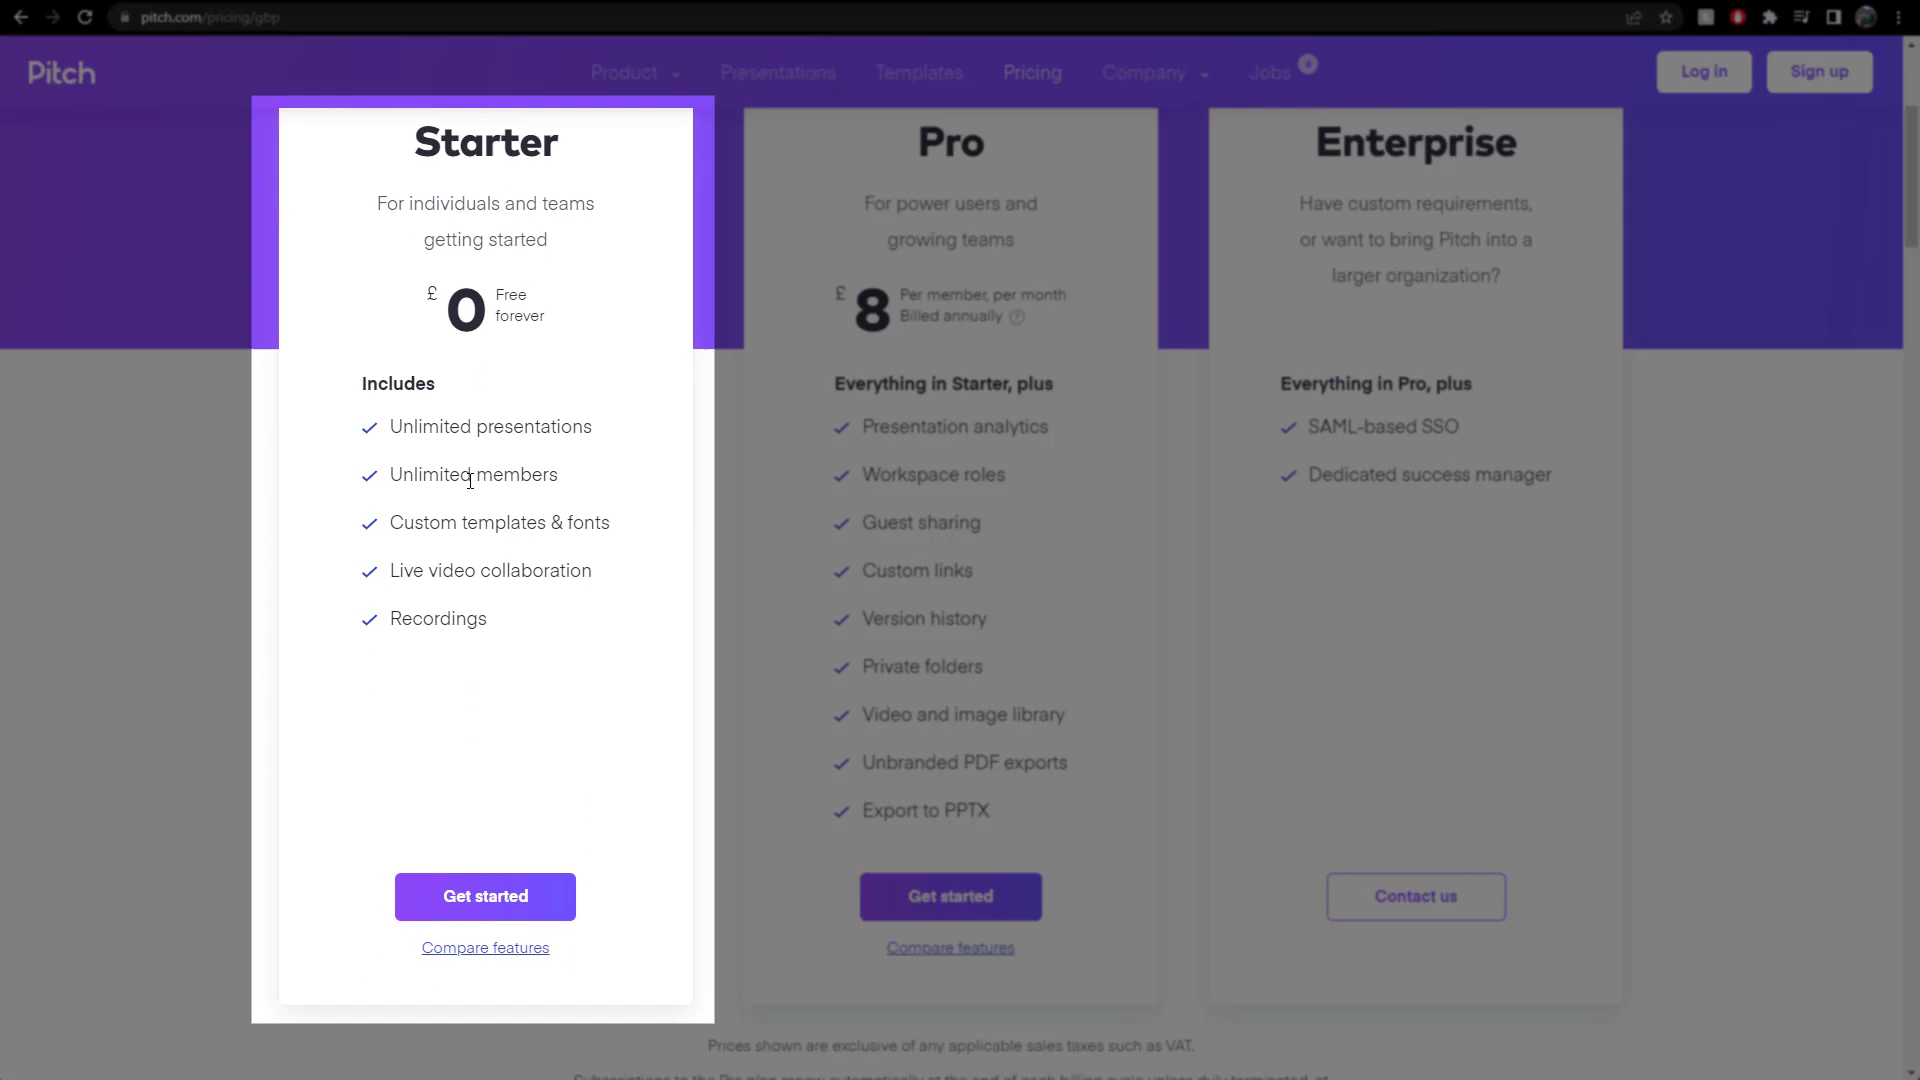 pitch.com/pricing/gbp
Pitch
Product
Presentations
Templates
Pricing
Company
Jobs
Log in
Sign up
Starter
For individuals and teams
getting started
£
0
Free
forever
Includes
Unlimited presentations
Unlimited members
Custom templates & fonts
Live video collaboration
Recordings
Get started
Compare features
Pro
For power users and
growing teams
£
8
Per member, per month
Billed annually ?
Everything in Starter, plus
Presentation analytics
Workspace roles
Guest sharing
Custom links
Version history
Private folders
Video and image library
Unbranded PDF exports
Export to PPTX
Get started
Compare features
Enterprise
Have custom requirements,
or want to bring Pitch into a
larger organization?
Everything in Pro, plus
SAML-based SSO
Dedicated success manager
Contact us
Prices shown are exclusive of any applicable sales taxes such as VAT.